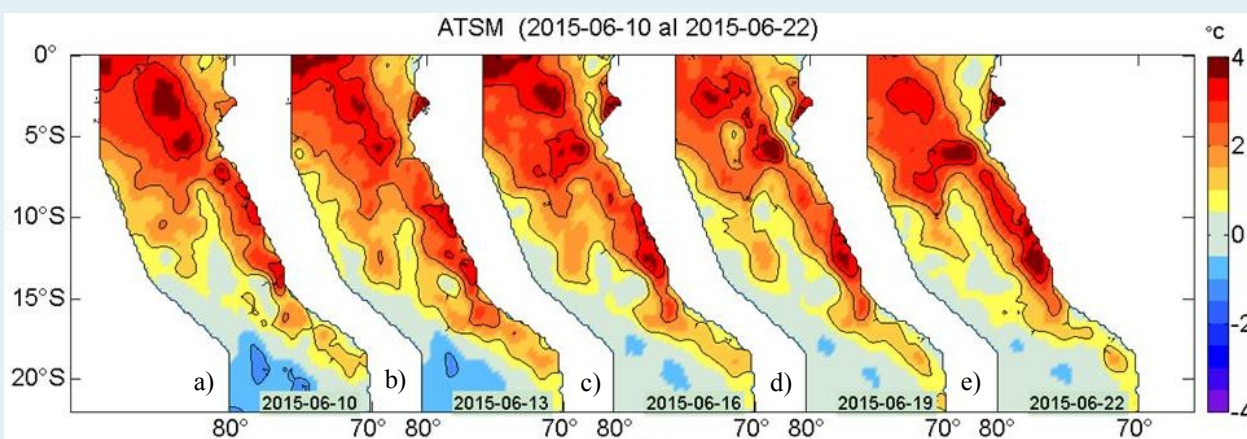 ATSM (2015-06-10 al 2015-06-22)
°c
0°
5°S
10°S
15°S
20°S
4
2
0
-2
-4
a) b) c) d) e)
2015-06-10 2015-06-13 2015-06-16 2015-06-19 2015-06-22
80° 70° 80° 70° 80° 70° 80° 70° 80° 70°